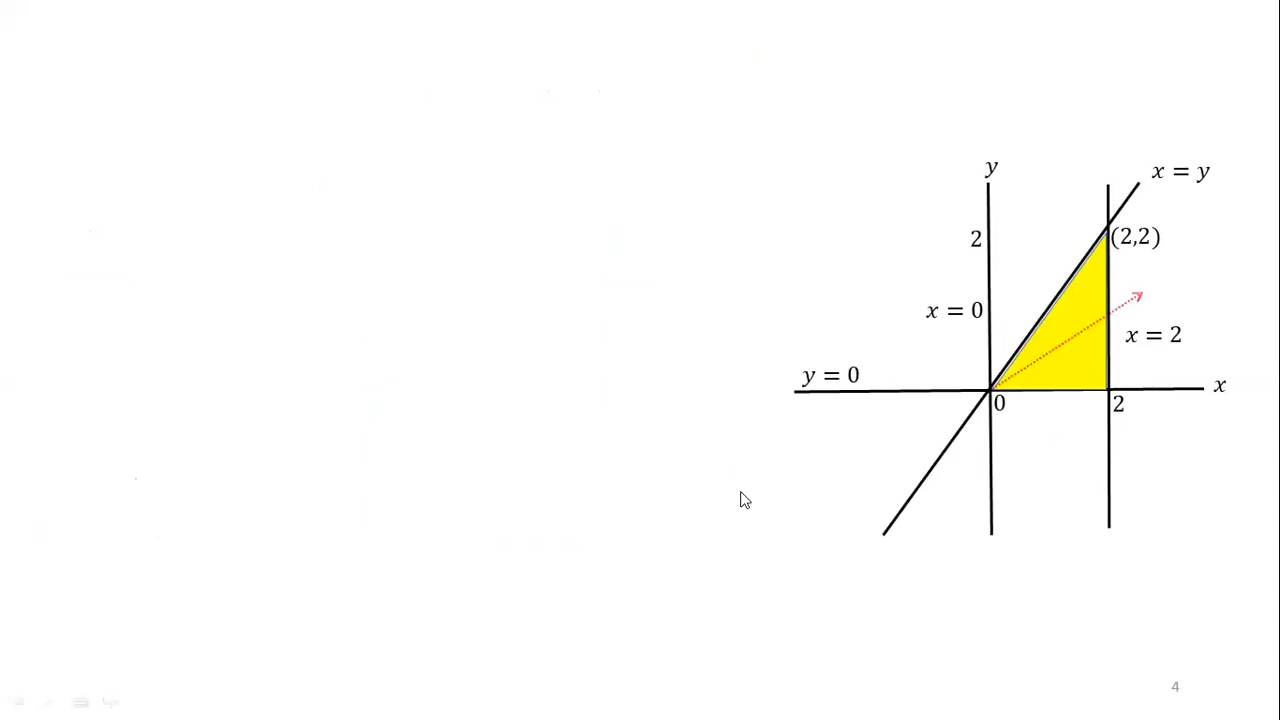 y
x = y
2
(2,2)
x = 0
x = 2
y = 0
x
0
2
4